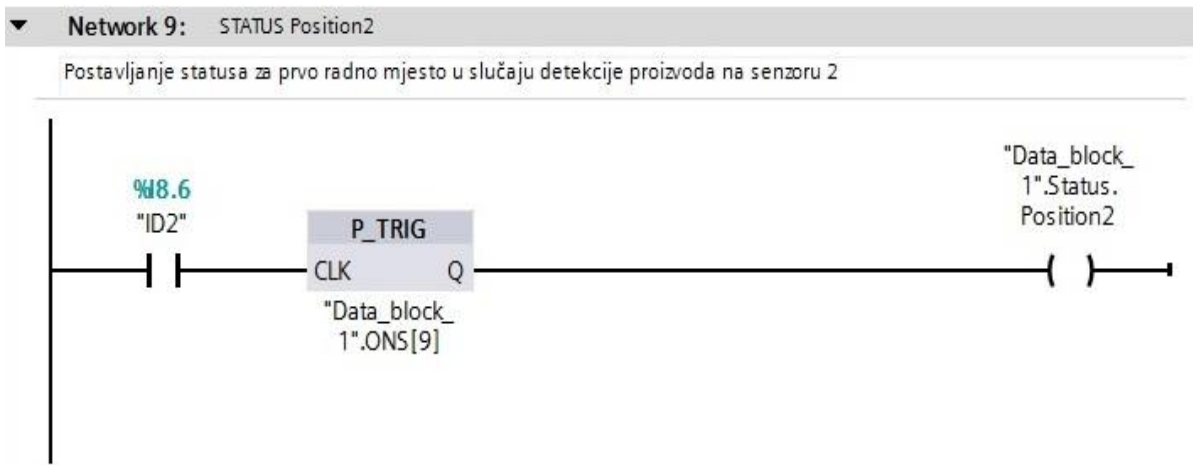 Network 9: STATUS Position2
Postavljanje statusa za prvo radno mjesto u slučaju detekcije proizvoda na senzoru 2
"Data_block_
1".Status.
Position2
%I8.6
"ID2"
P_TRIG
CLK Q
"Data_block_
1".ONS[9]